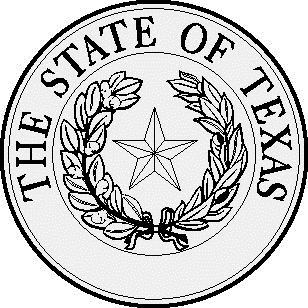 THE STATE OF TEXAS